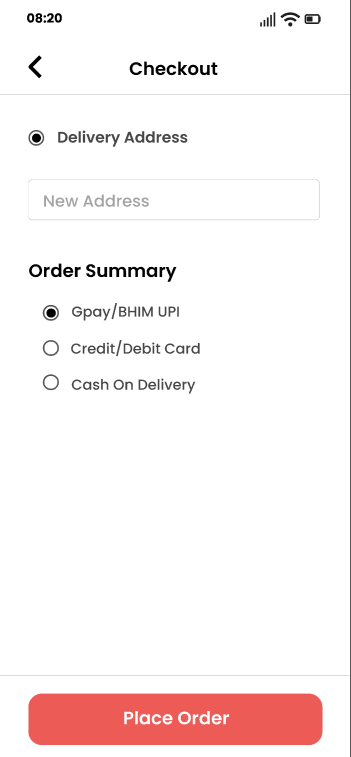 08:20
Checkout
Delivery Address
New Address
Order Summary
Gpay/BHIM UPI
Credit/Debit Card
Cash On Delivery
Place Order